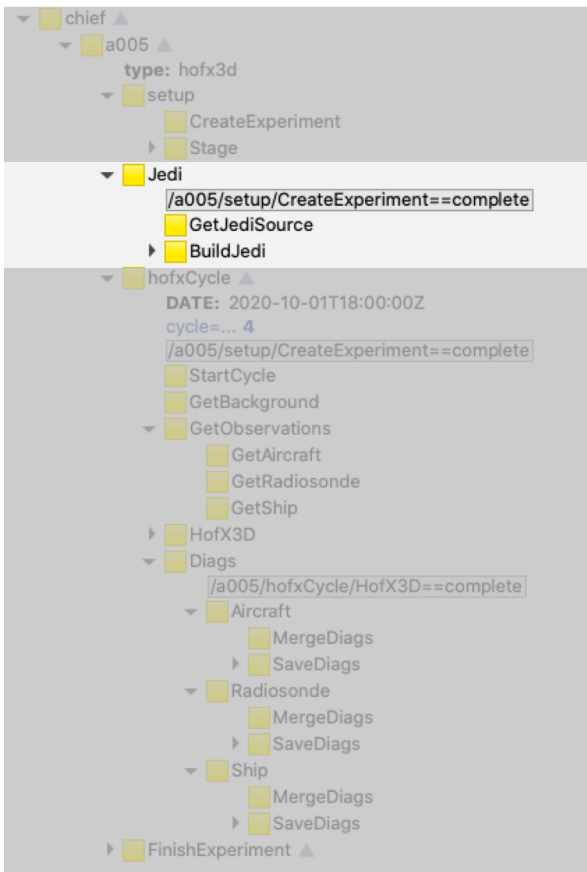 chief
a005
type: hofx3d
setup
CreateExperiment
Stage
Jedi
/a005/setup/CreateExperiment==complete
GetJediSource
BuildJedi
hofxCycle
DATE: 2020-10-01T18:00:00Z
cycle=... 4
/a005/setup/CreateExperiment==complete
StartCycle
GetBackground
GetObservations
GetAircraft
GetRadiosonde
GetShip
HofX3D
Diags
/a005/hofxCycle/HofX3D==complete
Aircraft
MergeDiags
SaveDiags
Radiosonde
MergeDiags
SaveDiags
Ship
MergeDiags
SaveDiags
FinishExperiment